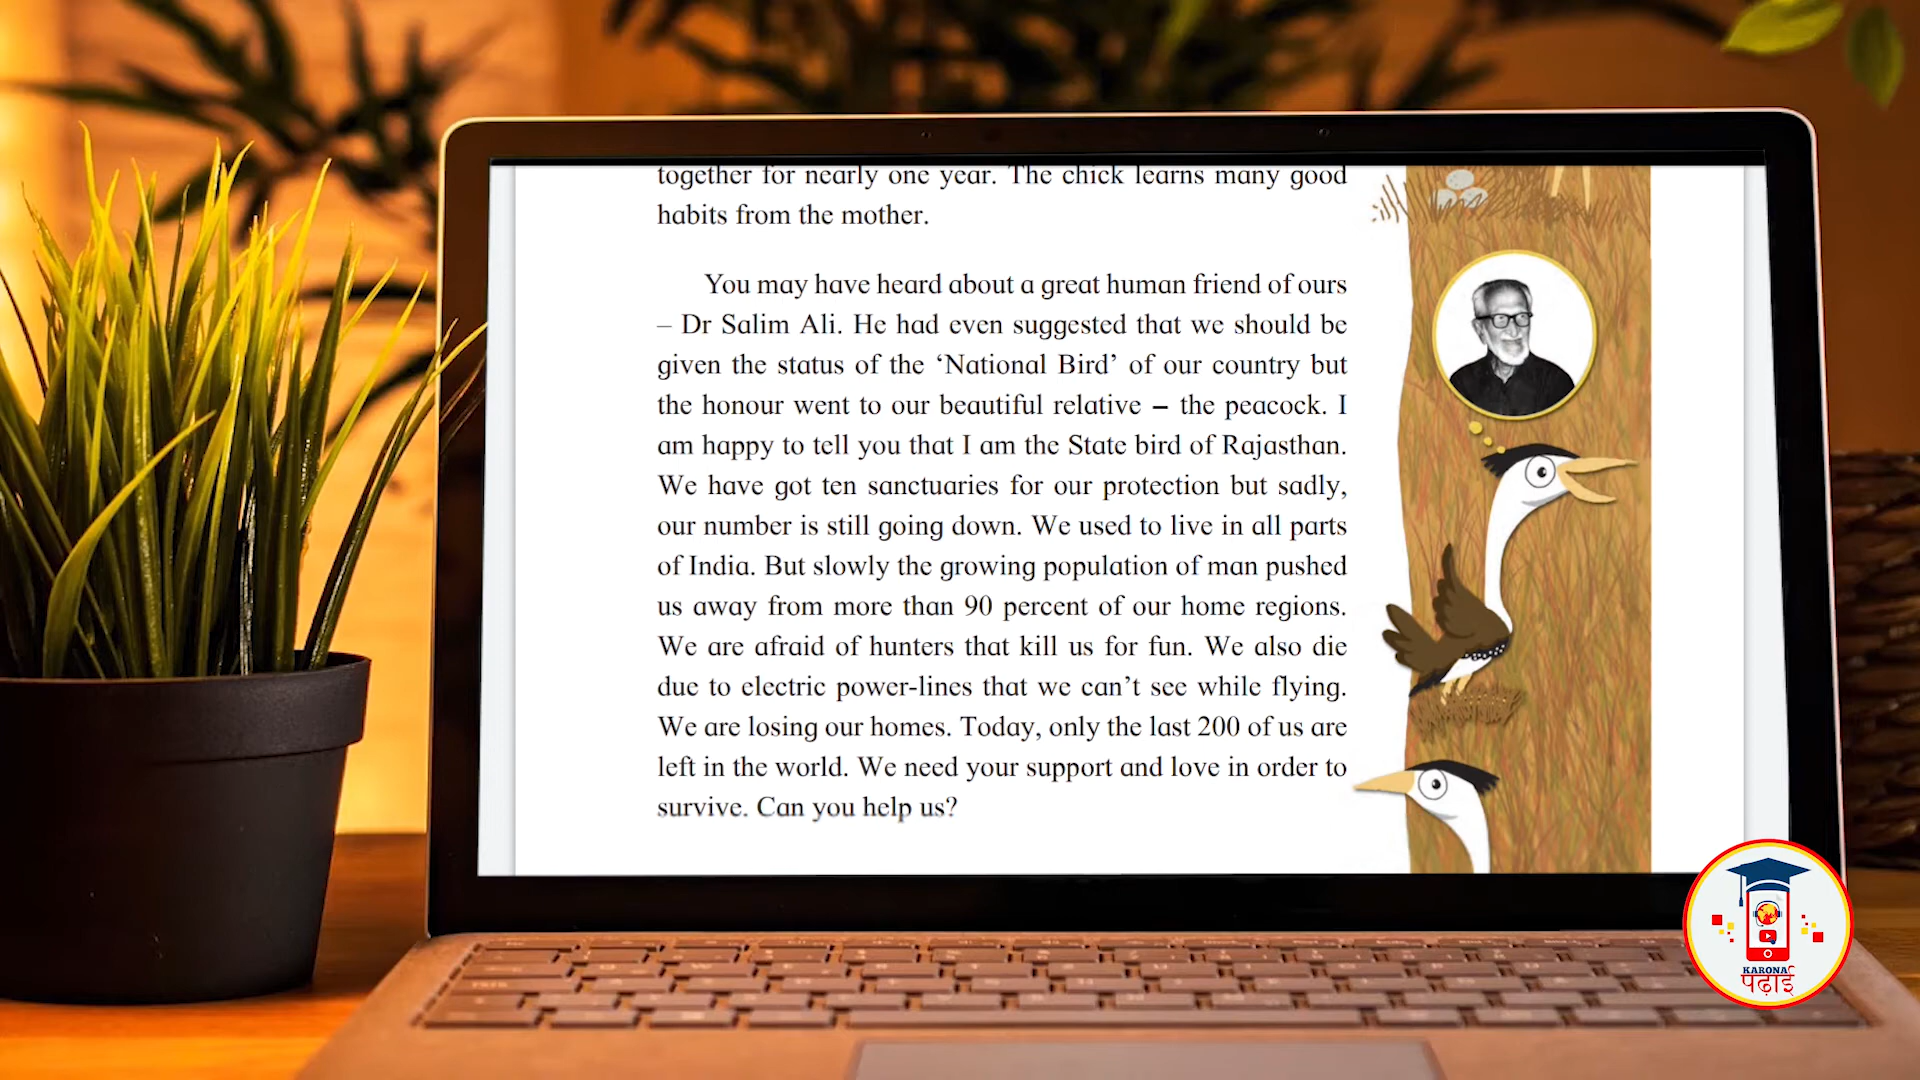 together for nearly one year. The chick learns many good
habits from the mother.
You may have heard about a great human friend of ours
– Dr Salim Ali. He had even suggested that we should be
given the status of the ‘National Bird’ of our country but
the honour went to our beautiful relative – the peacock. I
am happy to tell you that I am the State bird of Rajasthan.
We have got ten sanctuaries for our protection but sadly,
our number is still going down. We used to live in all parts
of India. But slowly the growing population of man pushed
us away from more than 90 percent of our home regions.
We are afraid of hunters that kill us for fun. We also die
due to electric power-lines that we can’t see while flying.
We are losing our homes. Today, only the last 200 of us are
left in the world. We need your support and love in order to
survive. Can you help us?
KARONA
पढ़ाई